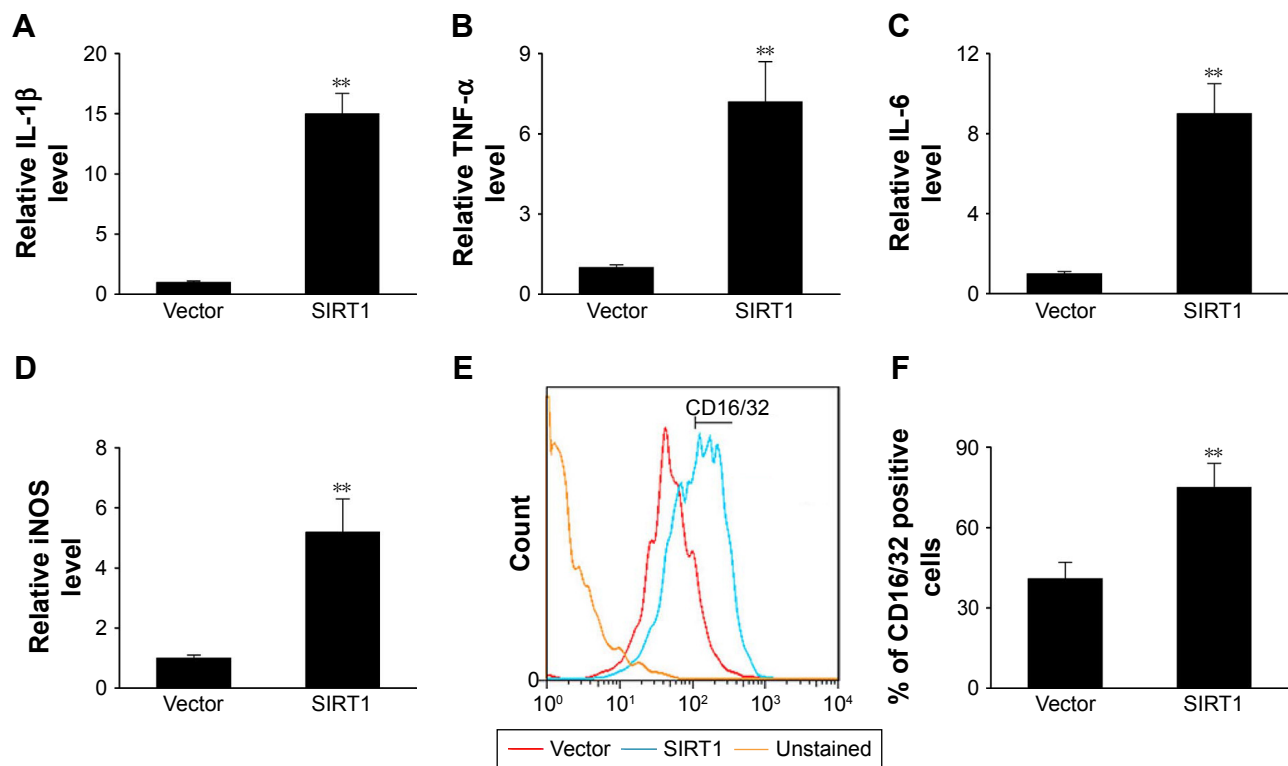 A
Relative IL-1β
level
20
15
10
5
0
**
Vector
SIRT1
B
Relative TNF-α
level
9
6
3
0
**
Vector
SIRT1
C
Relative IL-6
level
12
8
4
0
**
Vector
SIRT1
D
Relative iNOS
level
8
6
4
2
0
**
Vector
SIRT1
E
Count
CD16/32
0
10⁰ 10¹ 10² 10³ 10⁴
Vector SIRT1 Unstained
F
% of CD16/32 positive
cells
90
60
30
0
**
Vector
SIRT1